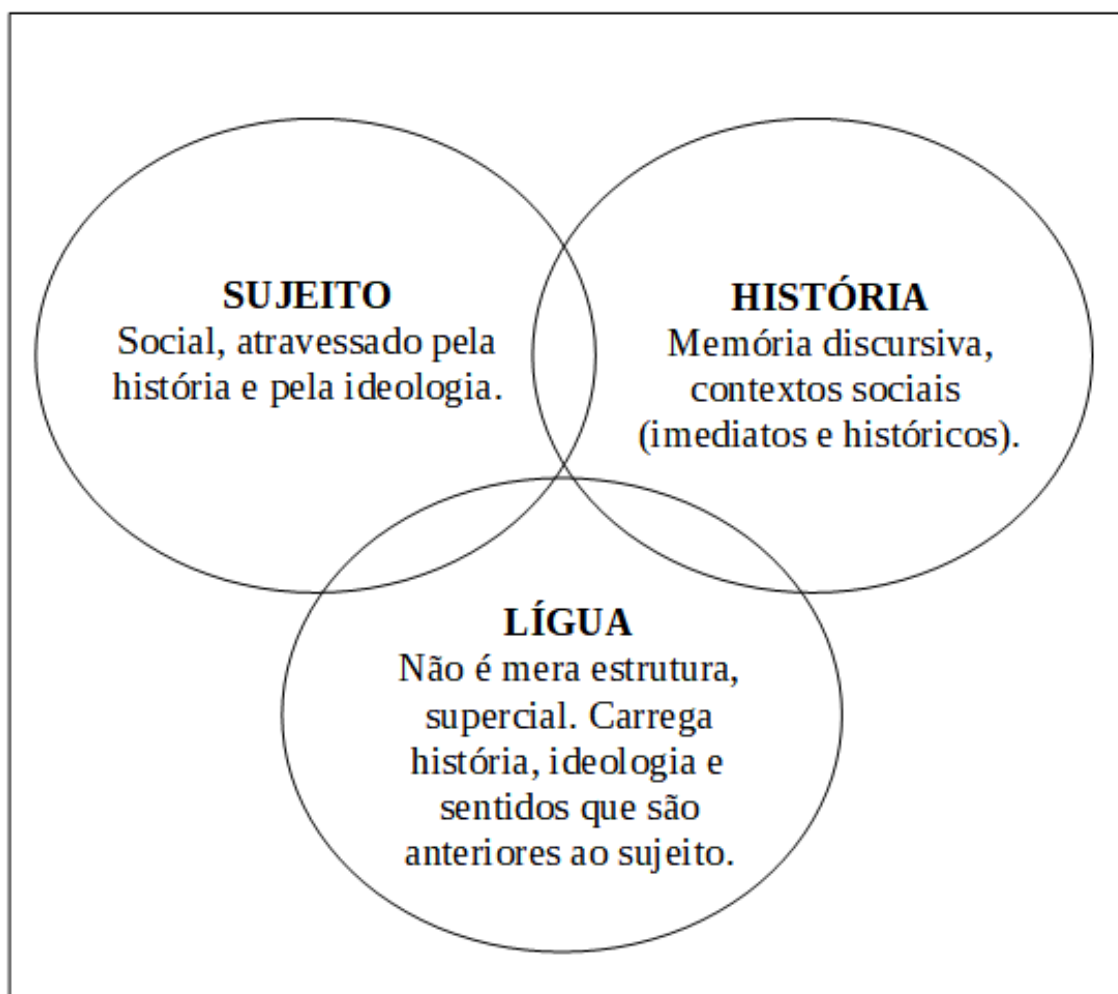 SUJEITO
Social, atravessado pela
história e pela ideologia.
HISTÓRIA
Memória discursiva,
contextos sociais
(imediatos e históricos).
LÍGUA
Não é mera estrutura,
supercial. Carrega
história, ideologia e
sentidos que são
anteriores ao sujeito.